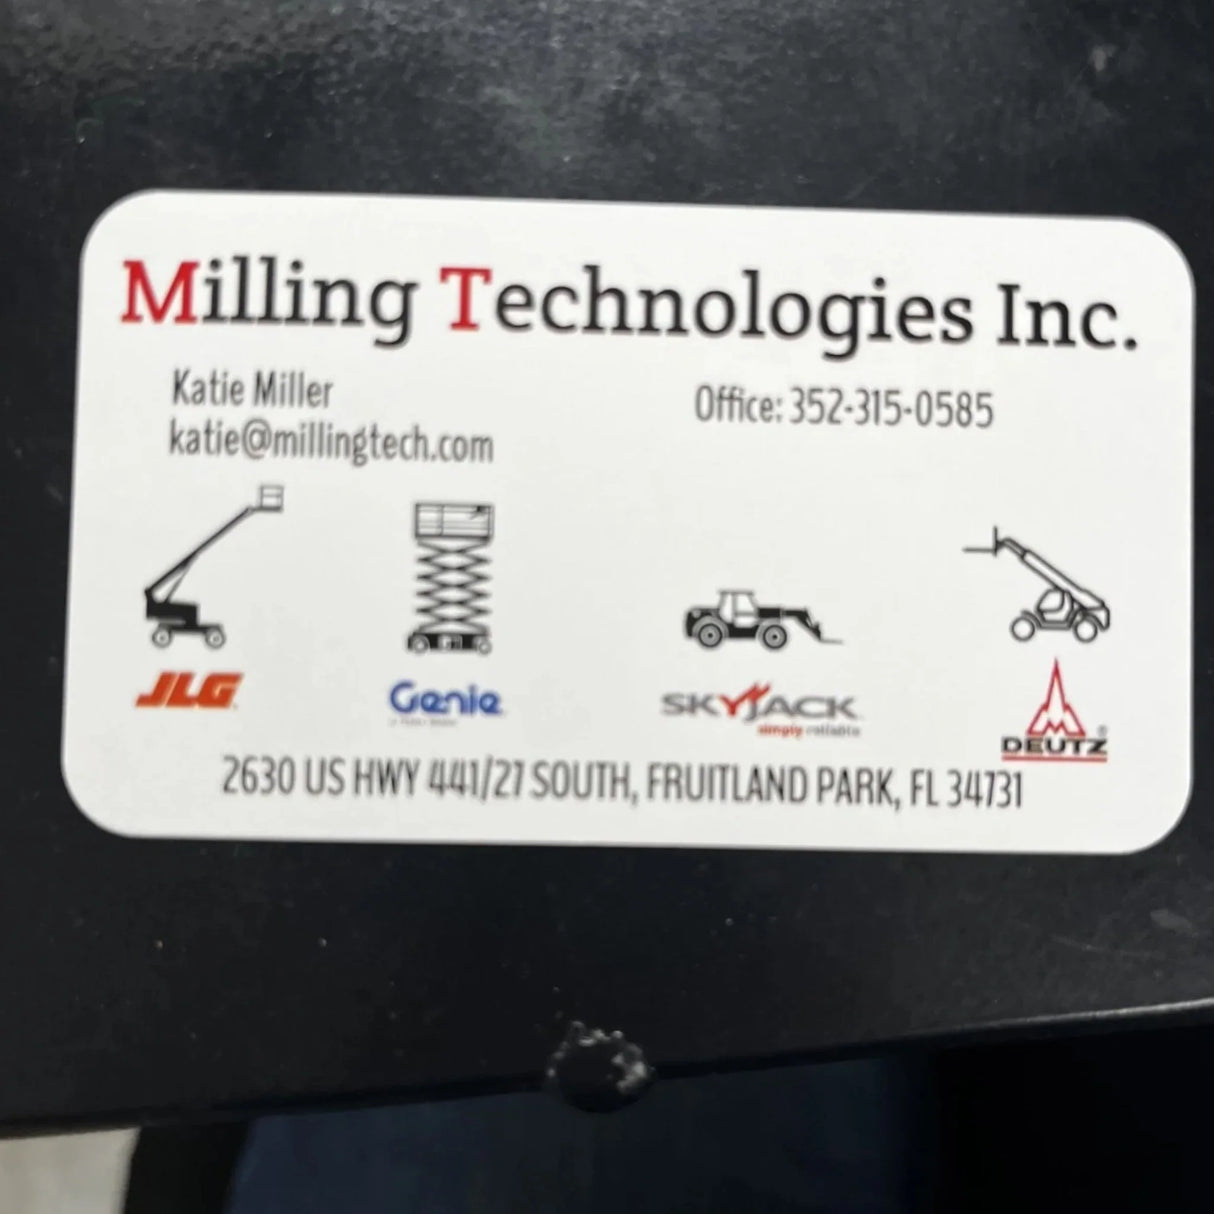 Milling Technologies Inc.
Katie Miller
katie@millingtech.com
Office: 352-315-0585
JLG
Genie
SKYJACK
simply reliable
DEUTZ
2630 US HWY 441/27 SOUTH, FRUITLAND PARK, FL 34731